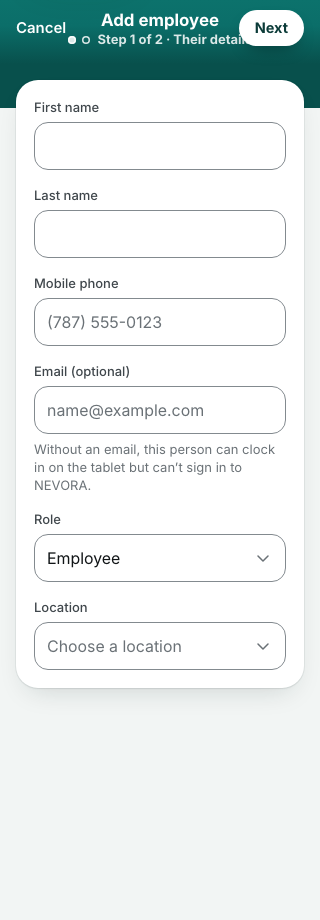 Cancel
Add employee
Next
Step 1 of 2 · Their detail
First name
Last name
Mobile phone
(787) 555-0123
Email (optional)
name@example.com
Without an email, this person can clock
in on the tablet but can’t sign in to
NEVORA.
Role
Employee
Location
Choose a location